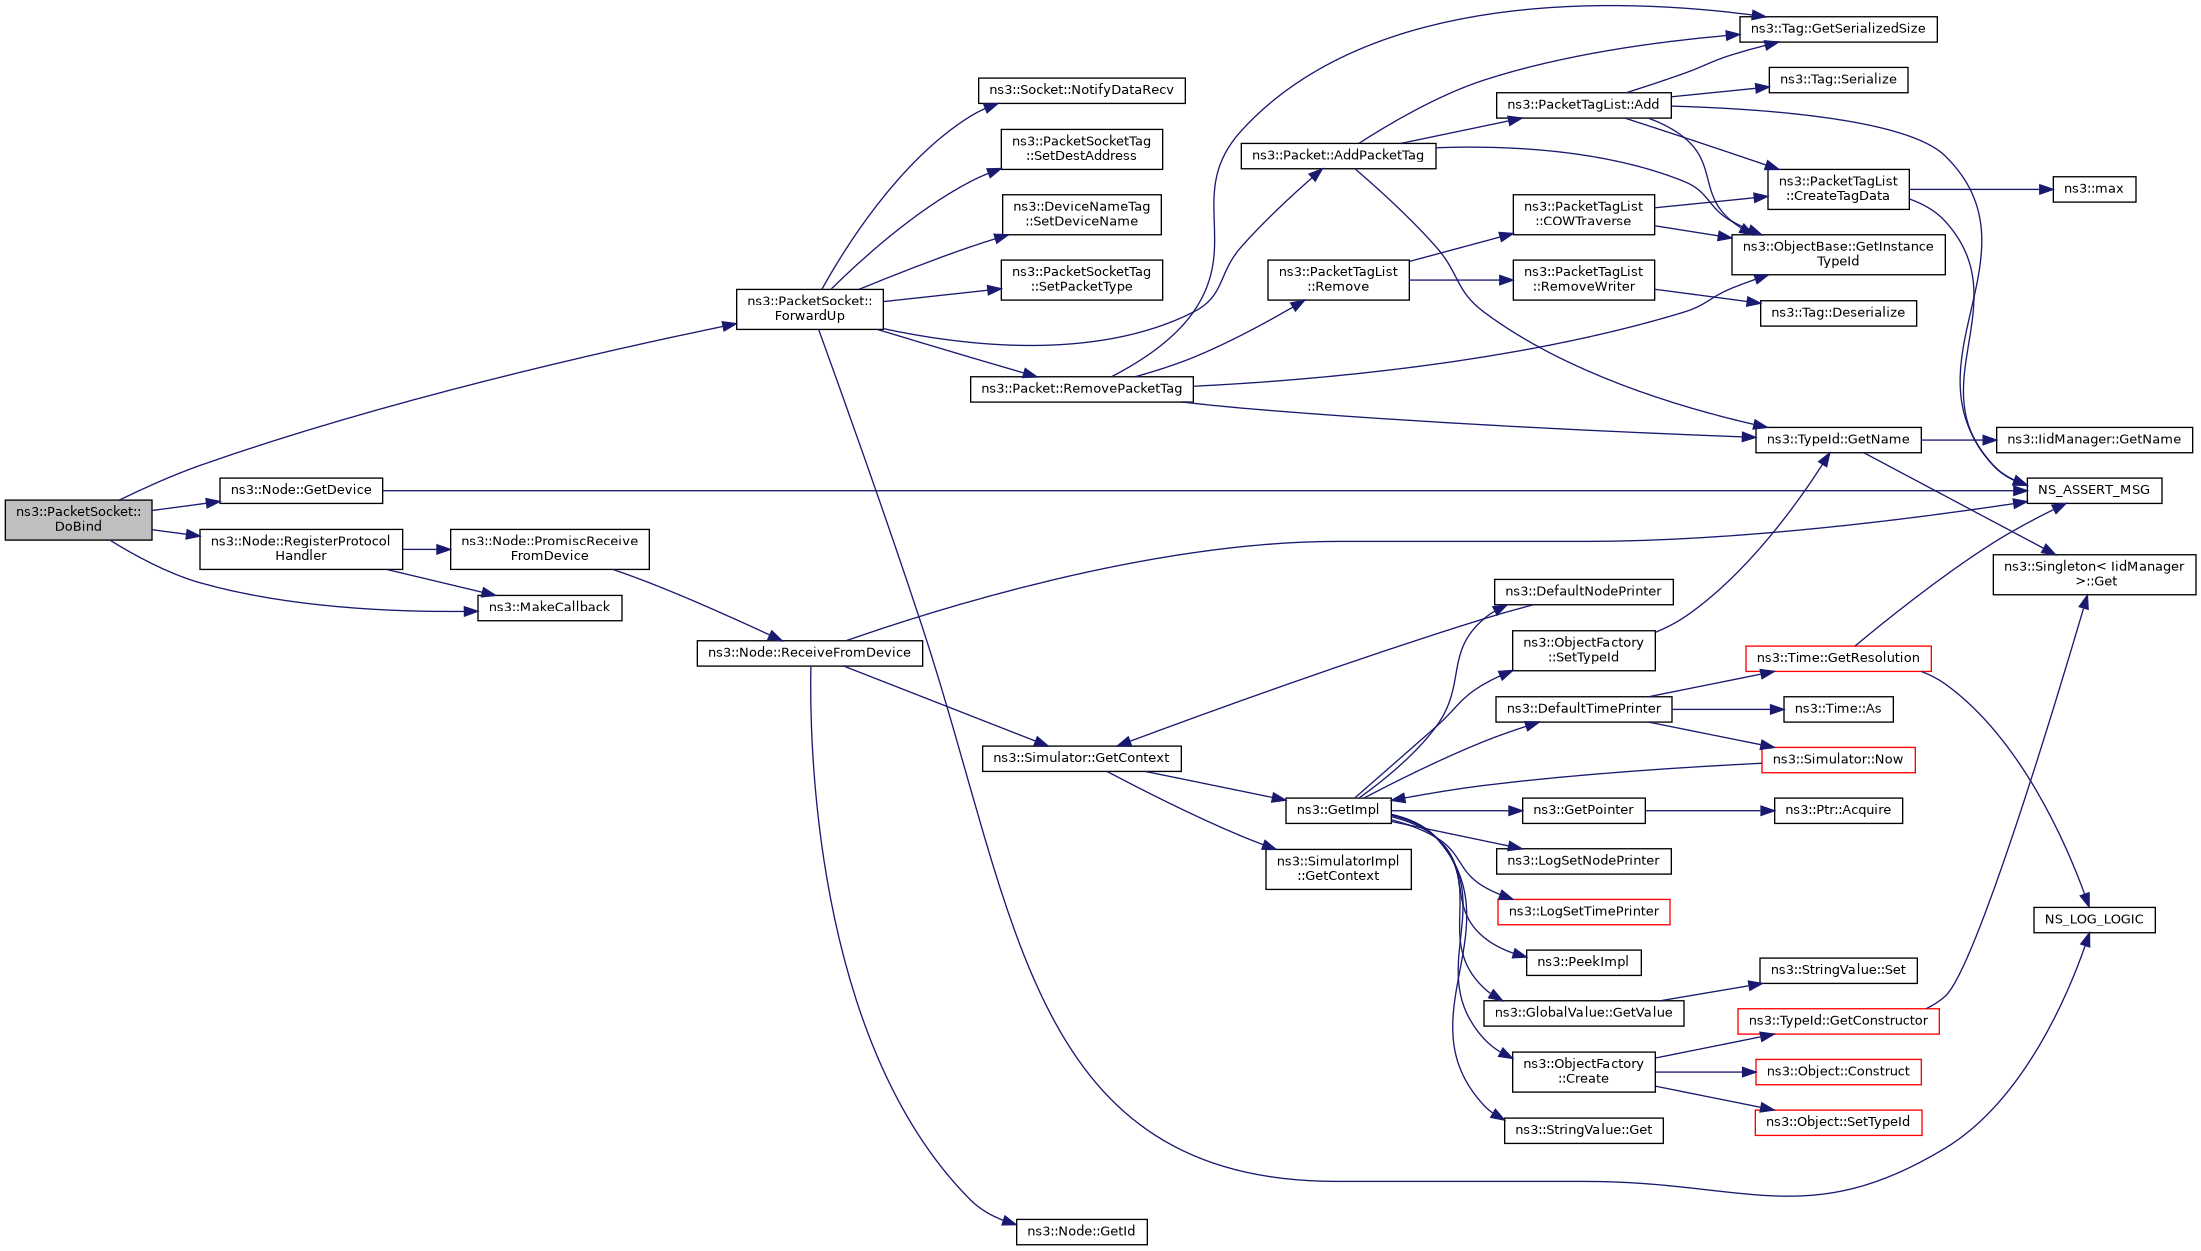 ns3::PacketSocket::
DoBind
ns3::Node::GetDevice
ns3::Node::RegisterProtocol
Handler
ns3::Node::PromiscReceive
FromDevice
ns3::MakeCallback
ns3::PacketSocket::
ForwardUp
ns3::Node::ReceiveFromDevice
ns3::Socket::NotifyDataRecv
ns3::PacketSocketTag
::SetDestAddress
ns3::DeviceNameTag
::SetDeviceName
ns3::PacketSocketTag
::SetPacketType
ns3::Packet::RemovePacketTag
ns3::Simulator::GetContext
ns3::Node::GetId
ns3::Packet::AddPacketTag
ns3::PacketTagList
::Remove
ns3::GetImpl
ns3::SimulatorImpl
::GetContext
ns3::PacketTagList::Add
ns3::PacketTagList
::COWTraverse
ns3::PacketTagList
::RemoveWriter
ns3::DefaultNodePrinter
ns3::ObjectFactory
::SetTypeId
ns3::DefaultTimePrinter
ns3::GetPointer
ns3::LogSetNodePrinter
ns3::LogSetTimePrinter
ns3::PeekImpl
ns3::GlobalValue::GetValue
ns3::ObjectFactory
::Create
ns3::StringValue::Get
ns3::Tag::GetSerializedSize
ns3::Tag::Serialize
ns3::PacketTagList
::CreateTagData
ns3::ObjectBase::GetInstance
TypeId
ns3::Tag::Deserialize
ns3::TypeId::GetName
ns3::Time::GetResolution
ns3::Time::As
ns3::Simulator::Now
ns3::Ptr::Acquire
ns3::StringValue::Set
ns3::TypeId::GetConstructor
ns3::Object::Construct
ns3::Object::SetTypeId
ns3::max
ns3::IidManager::GetName
NS_ASSERT_MSG
ns3::Singleton< IidManager
>::Get
NS_LOG_LOGIC